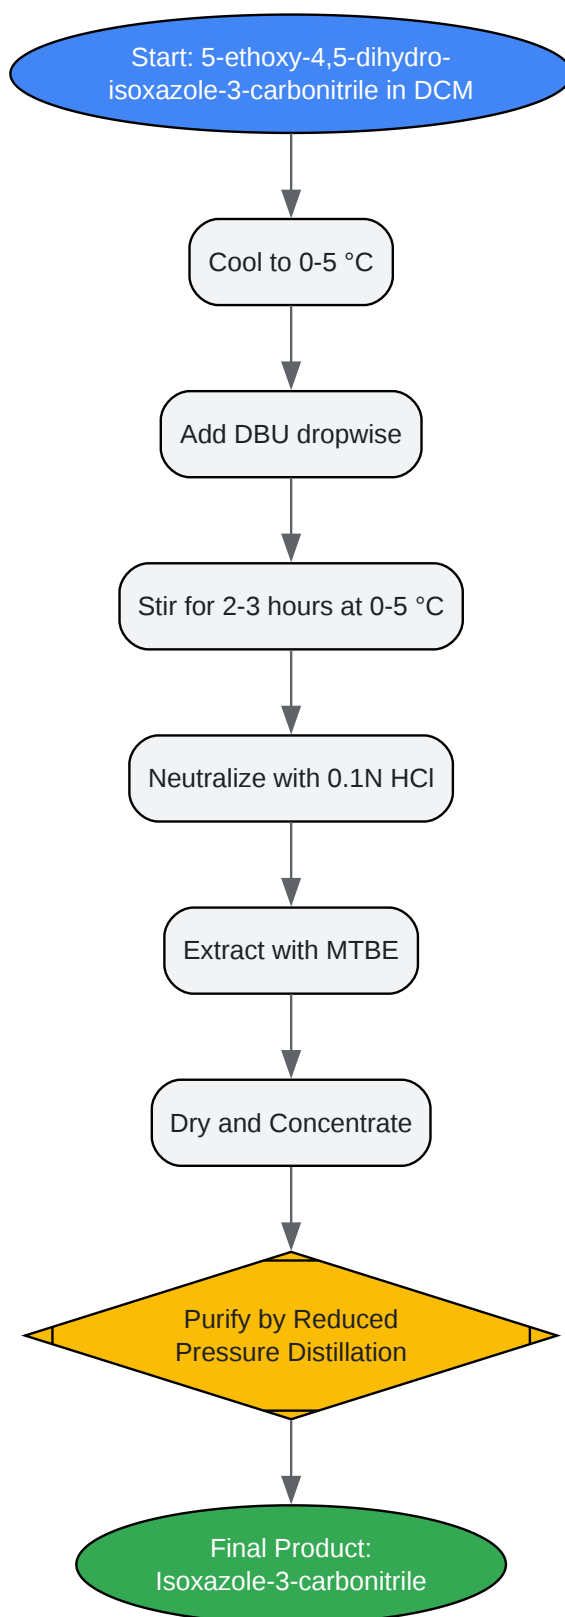 Start: 5-ethoxy-4,5-dihydro-
isoxazole-3-carbonitrile in DCM
Cool to 0-5 °C
Add DBU dropwise
Stir for 2-3 hours at 0-5 °C
Neutralize with 0.1N HCl
Extract with MTBE
Dry and Concentrate
Purify by Reduced
Pressure Distillation
Final Product:
Isoxazole-3-carbonitrile